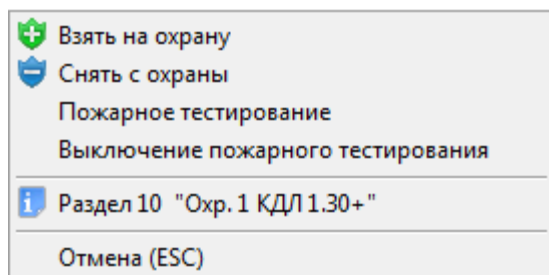 Взять на охрану
Снять с охраны
Пожарное тестирование
Выключение пожарного тестирования
Раздел 10 "Охр. 1 КДЛ 1.30+"
Отмена (ESC)